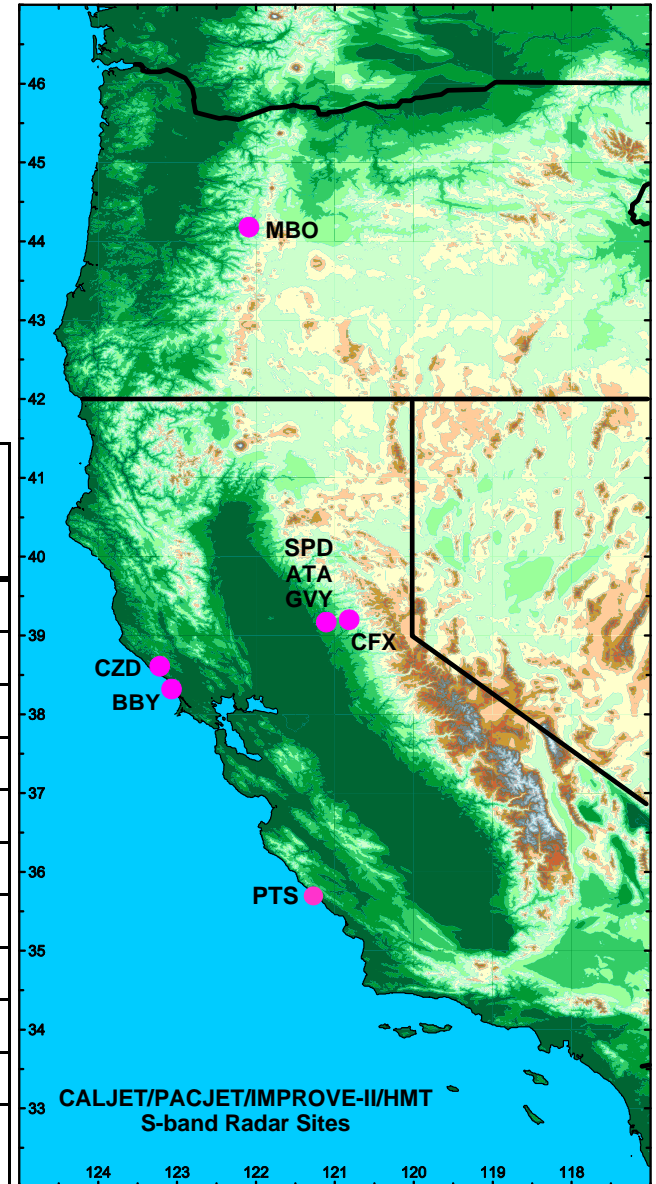 46
45
MBO
44
43
42
41
40
SPD
ATA
GVY
39
CFX
CZD
BBY
38
37
36
PTS
35
34
33
CALJET/PACJET/IMPROVE-II/HMT
S-band Radar Sites
124 123 122 121 120 119 118